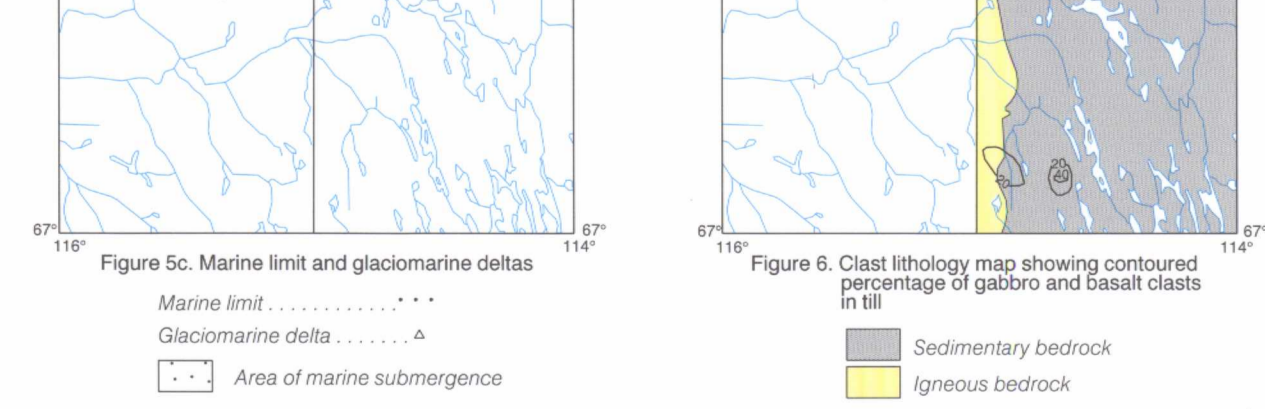 67°
116°
114°
67°
Figure 5c. Marine limit and glaciomarine deltas
Marine limit . . . . . . . . . . . .
Glaciomarine delta . . . . . . . △
Area of marine submergence
20
20
40
67°
116°
114°
67°
Figure 6. Clast lithology map showing contoured
percentage of gabbro and basalt clasts
in till
Sedimentary bedrock
Igneous bedrock